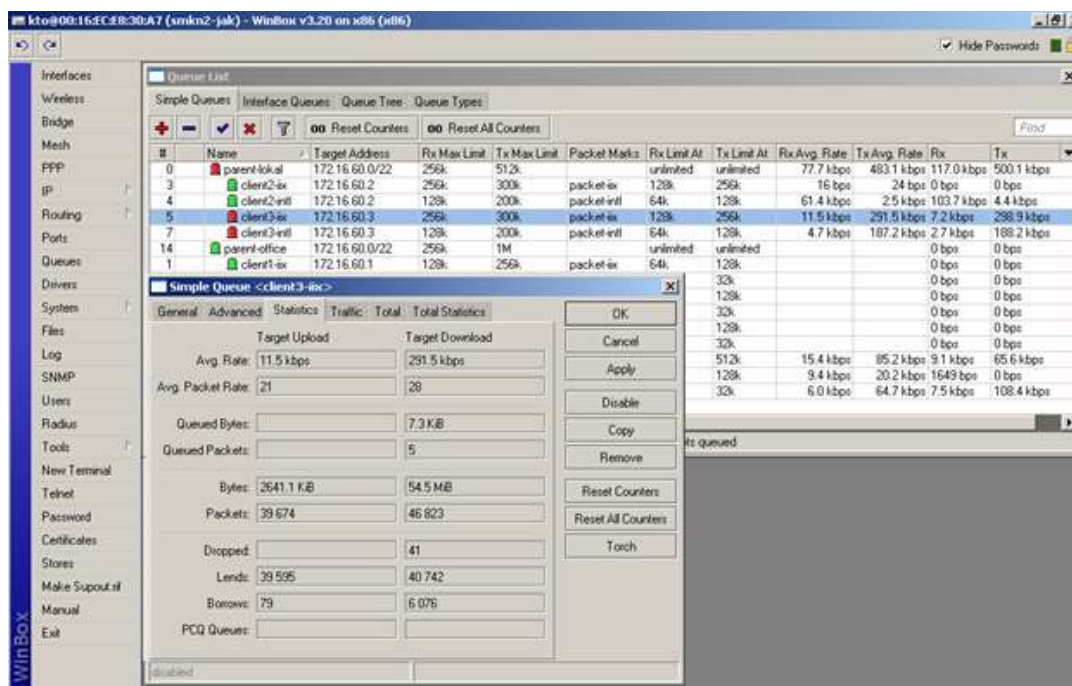 kto@00:16:EC:E8:30:A7 (smkn2-jak) - WinBox v3.20 on x86 (x86)
Hide Passwords
Interfaces
Wireless
Bridge
Mesh
PPP
IP
Routing
Ports
Queues
Drivers
System
Files
Log
SNMP
Users
Radius
Tools
New Terminal
Telnet
Password
Certificates
Stores
Make Supout.rif
Manual
Exit
WinBox
Queue List
Simple Queues Interface Queues Queue Tree Queue Types
00 Reset Counters 00 Reset All Counters Find
# Name Target Address Rx Max Limit Tx Max Limit Packet Marks Rx Limit At Tx Limit At Rx Avg. Rate Tx Avg. Rate Rx Tx
0 parent-lokal 172.16.60.0/22 256k 512k unlimited unlimited 77.7 kbps 483.1 kbps 117.0 kbps 500.1 kbps
3 client2-iix 172.16.60.2 256k 300k packet-iix 128k 256k 16 bps 24 bps 0 bps 0 bps
4 client2-intl 172.16.60.2 128k 200k packet-intl 64k 128k 61.4 kbps 2.5 kbps 103.7 kbps 4.4 kbps
5 client3-iix 172.16.60.3 256k 300k packet-iix 128k 256k 11.5 kbps 291.5 kbps 7.2 kbps 298.9 kbps
7 client3-intl 172.16.60.3 128k 200k packet-intl 64k 128k 4.7 kbps 187.2 kbps 2.7 kbps 188.2 kbps
14 parent-office 172.16.60.0/22 256k 1M unlimited unlimited 0 bps 0 bps
1 client1-iix 172.16.60.1 128k 256k packet-iix 64k 128k 0 bps 0 bps
32k 0 bps 0 bps
128k 0 bps 0 bps
32k 0 bps 0 bps
128k 0 bps 0 bps
32k 0 bps 0 bps
512k 15.4 kbps 85.2 kbps 9.1 kbps 65.6 kbps
128k 9.4 kbps 20.2 kbps 1649 bps 0 bps
32k 6.0 kbps 64.7 kbps 7.5 kbps 108.4 kbps
queued
Simple Queue <client3-iix>
General Advanced Statistics Traffic Total Total Statistics
Target Upload Target Download
Avg. Rate: 11.5 kbps 291.5 kbps
Avg. Packet Rate: 21 28
Queued Bytes: 7.3 KiB
Queued Packets: 5
Bytes: 2641.1 KiB 54.5 MiB
Packets: 39 674 46 823
Dropped: 41
Lends: 39 595 40 742
Borrows: 79 6 076
PCQ Queues:
disabled
OK
Cancel
Apply
Disable
Copy
Remove
Reset Counters
Reset All Counters
Torch